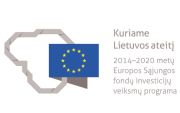 Kuriame
Lietuvos ateitį
2014–2020 metų
Europos Sąjungos
fondų investicijų
veiksmų programa